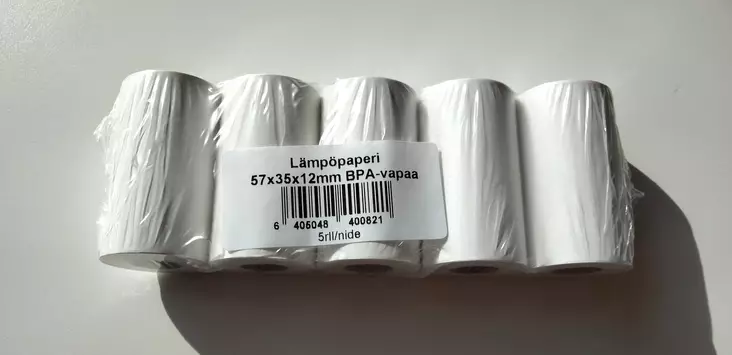 Lämpöpaperi
57x35x12mm BPA-vapaa
6 405048 400821
5rll/nide